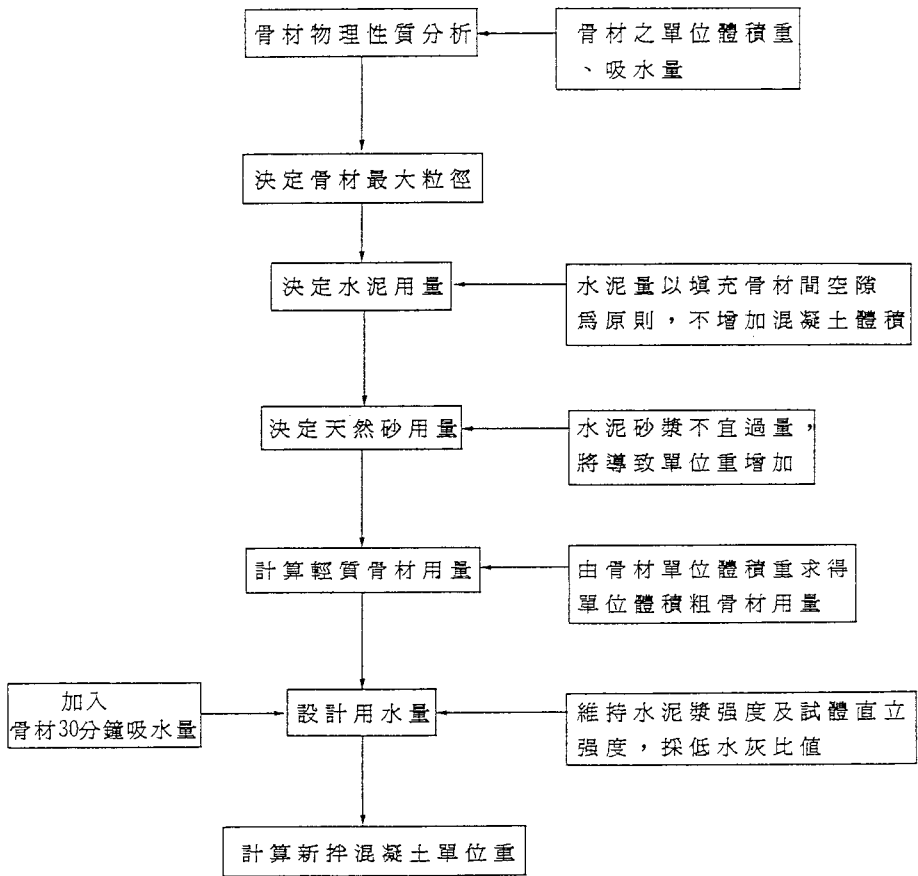 骨材物理性質分析
骨材之單位體積重
、吸水量
決定骨材最大粒徑
決定水泥用量
水泥量以填充骨材間空隙
爲原則，不增加混凝土體積
決定天然砂用量
水泥砂漿不宜過量，
將導致單位重增加
計算輕質骨材用量
由骨材單位體積重求得
單位體積粗骨材用量
加入
骨材30分鐘吸水量
設計用水量
維持水泥漿强度及試體直立
强度，採低水灰比値
計算新拌混凝土單位重